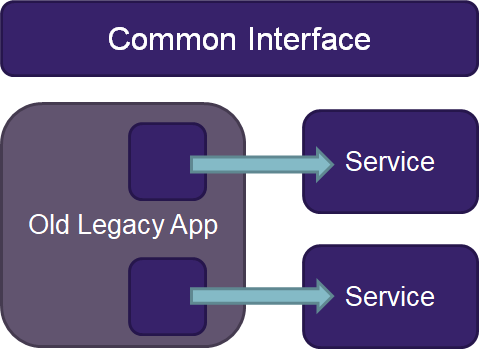 Common Interface
Service
Old Legacy App
Service